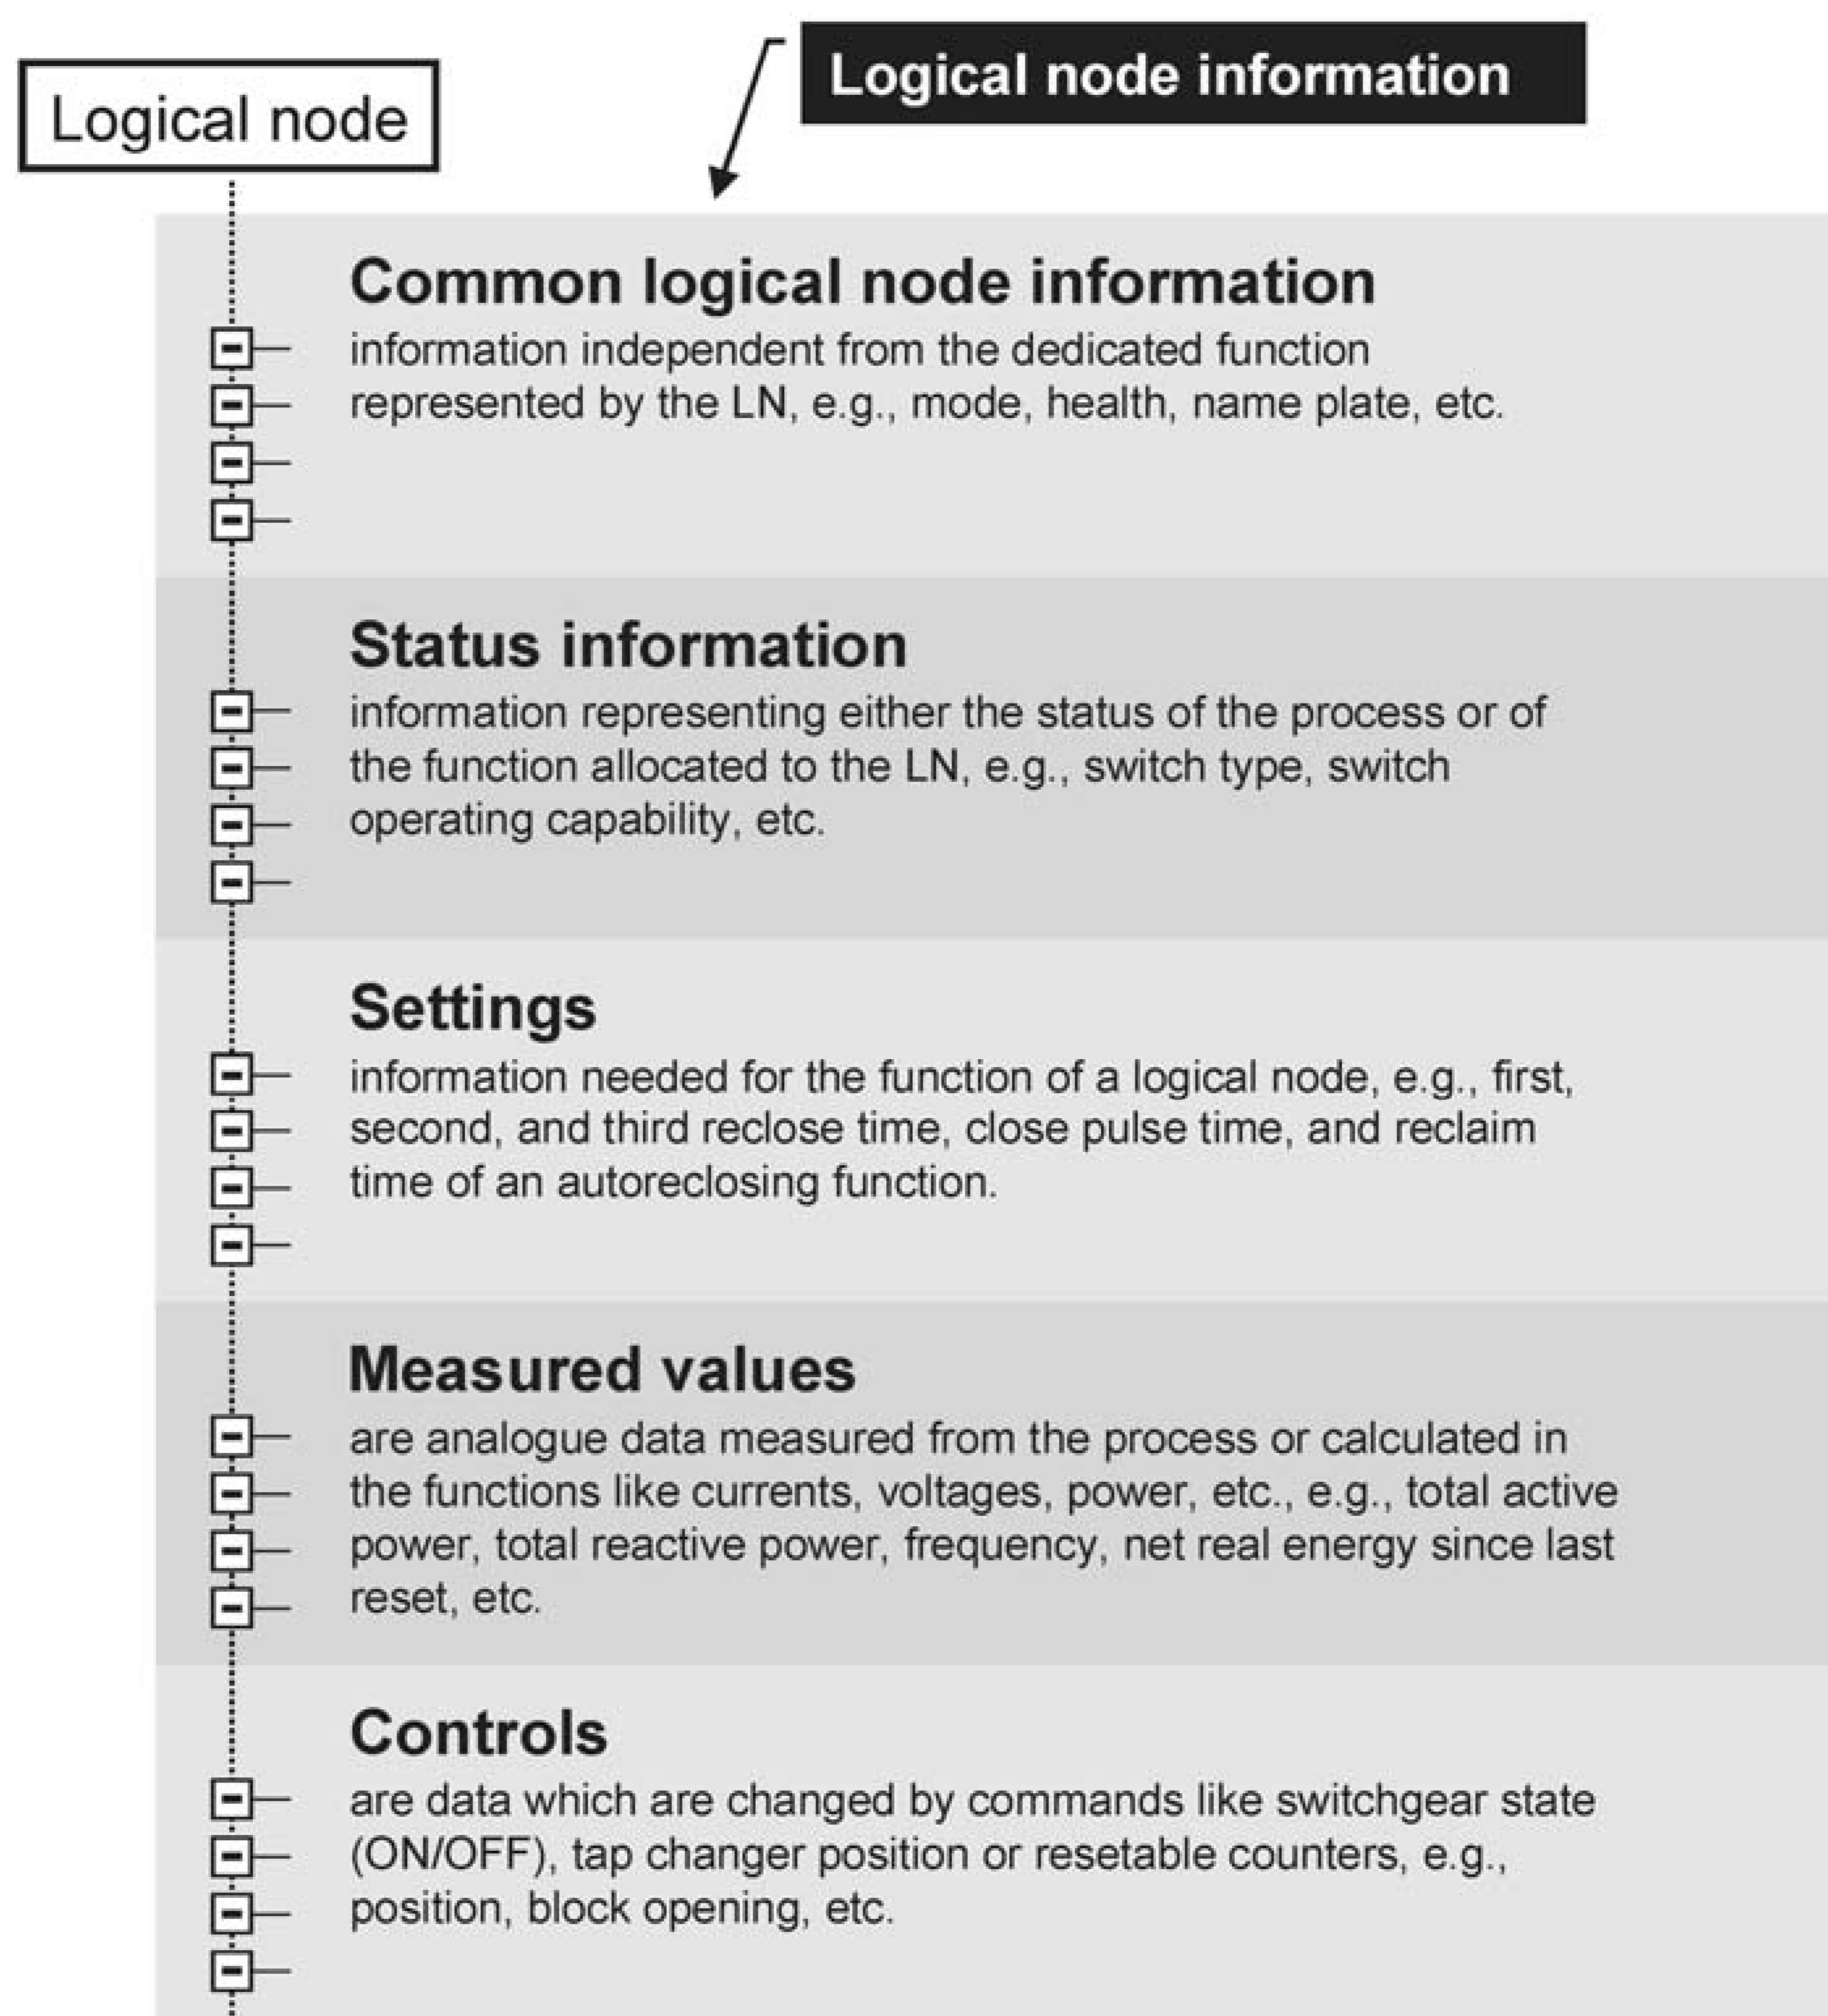 Logical node information
Logical node
Common logical node information
information independent from the dedicated function
represented by the LN, e.g., mode, health, name plate, etc.
Status information
information representing either the status of the process or of
the function allocated to the LN, e.g., switch type, switch
operating capability, etc.
Settings
information needed for the function of a logical node, e.g., first,
second, and third reclose time, close pulse time, and reclaim
time of an autoreclosing function.
Measured values
are analogue data measured from the process or calculated in
the functions like currents, voltages, power, etc., e.g., total active
power, total reactive power, frequency, net real energy since last
reset, etc.
Controls
are data which are changed by commands like switchgear state
(ON/OFF), tap changer position or resetable counters, e.g.,
position, block opening, etc.